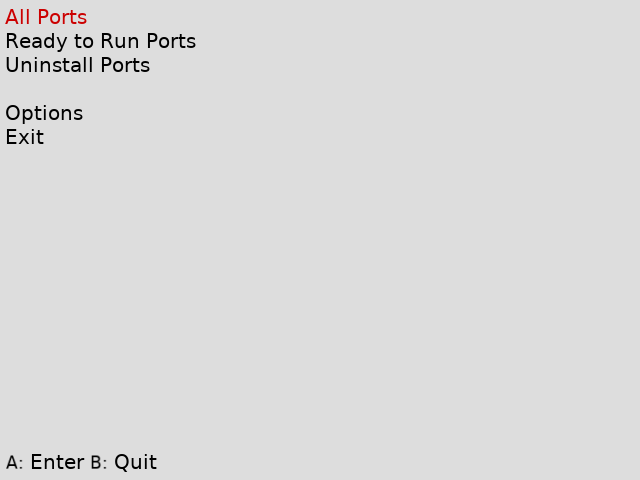 All Ports
Ready to Run Ports
Uninstall Ports
Options
Exit
A: Enter B: Quit